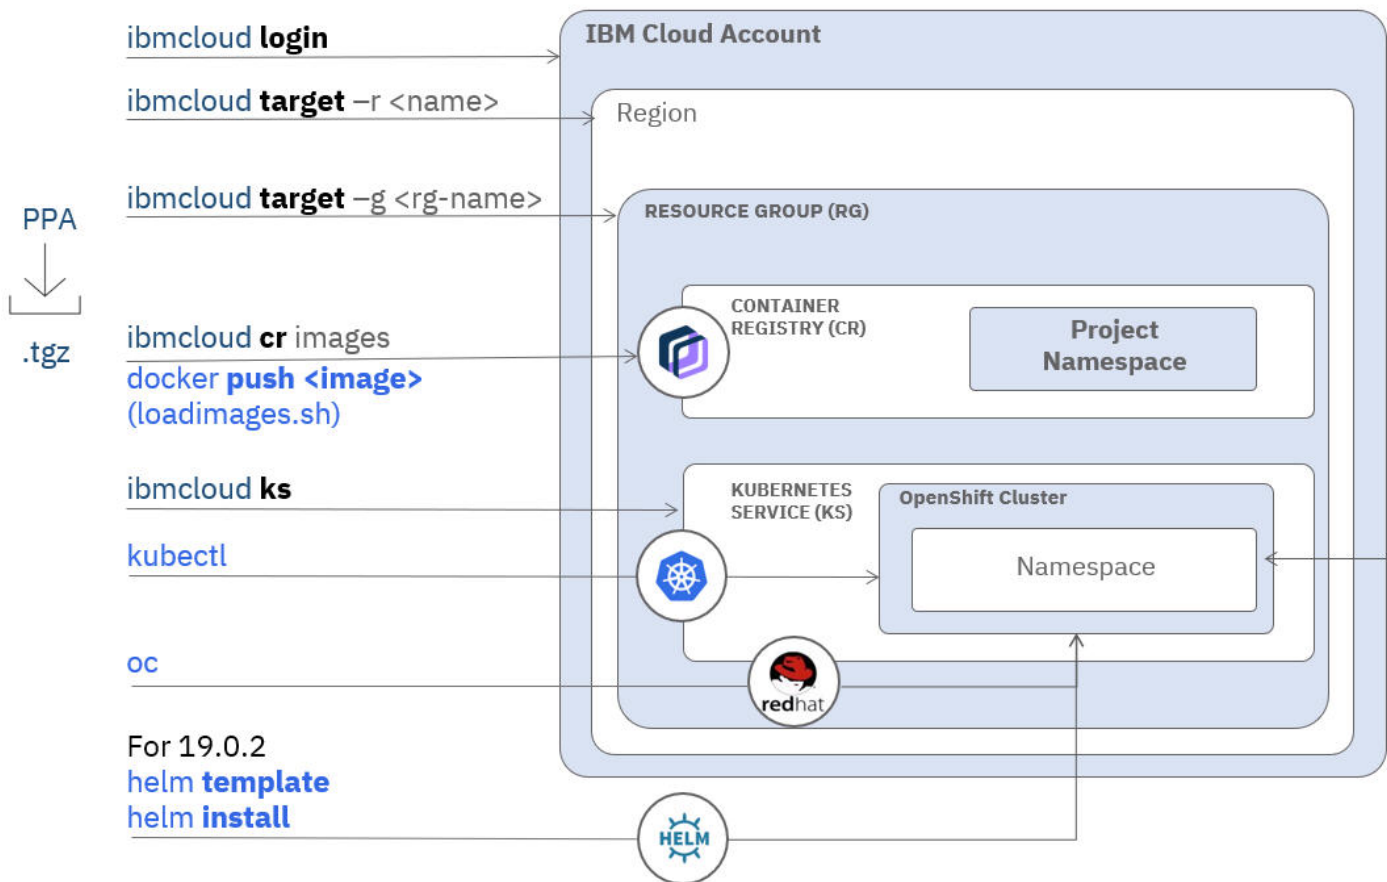 ibmcloud login
IBM Cloud Account
ibmcloud target –r <name>
Region
ibmcloud target –g <rg-name>
RESOURCE GROUP (RG)
PPA
.tgz
ibmcloud cr images
docker push <image>
(loadimages.sh)
CONTAINER
REGISTRY (CR)
Project
Namespace
ibmcloud ks
KUBERNETES
SERVICE (KS)
OpenShift Cluster
Namespace
kubectl
oc
redhat
For 19.0.2
helm template
helm install
HELM